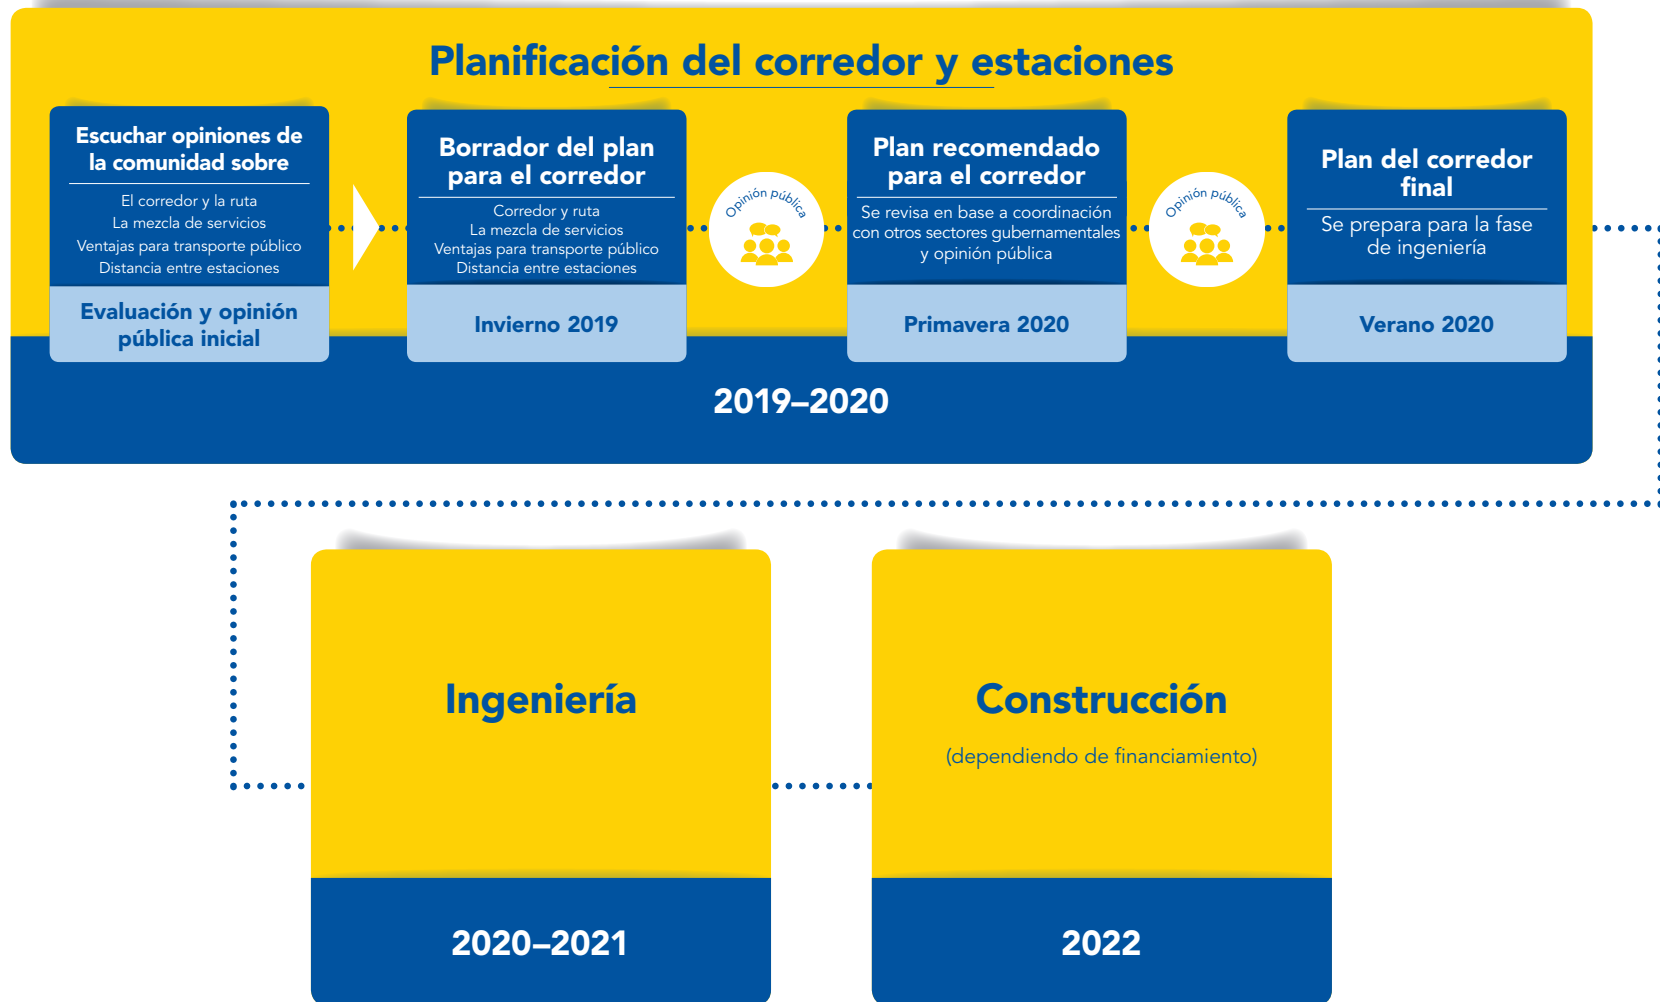 Planificación del corredor y estaciones
Escuchar opiniones de
la comunidad sobre
El corredor y la ruta
La mezcla de servicios
Ventajas para transporte público
Distancia entre estaciones
Evaluación y opinión
pública inicial
Borrador del plan
para el corredor
Corredor y ruta
La mezcla de servicios
Ventajas para transporte público
Distancia entre estaciones
Invierno 2019
Opinión pública
Plan recomendado
para el corredor
Se revisa en base a coordinación
con otros sectores gubernamentales
y opinión pública
Primavera 2020
Opinión pública
Plan del corredor
final
Se prepara para la fase
de ingeniería
Verano 2020
2019–2020
Ingeniería
2020–2021
Construcción
(dependiendo de financiamiento)
2022